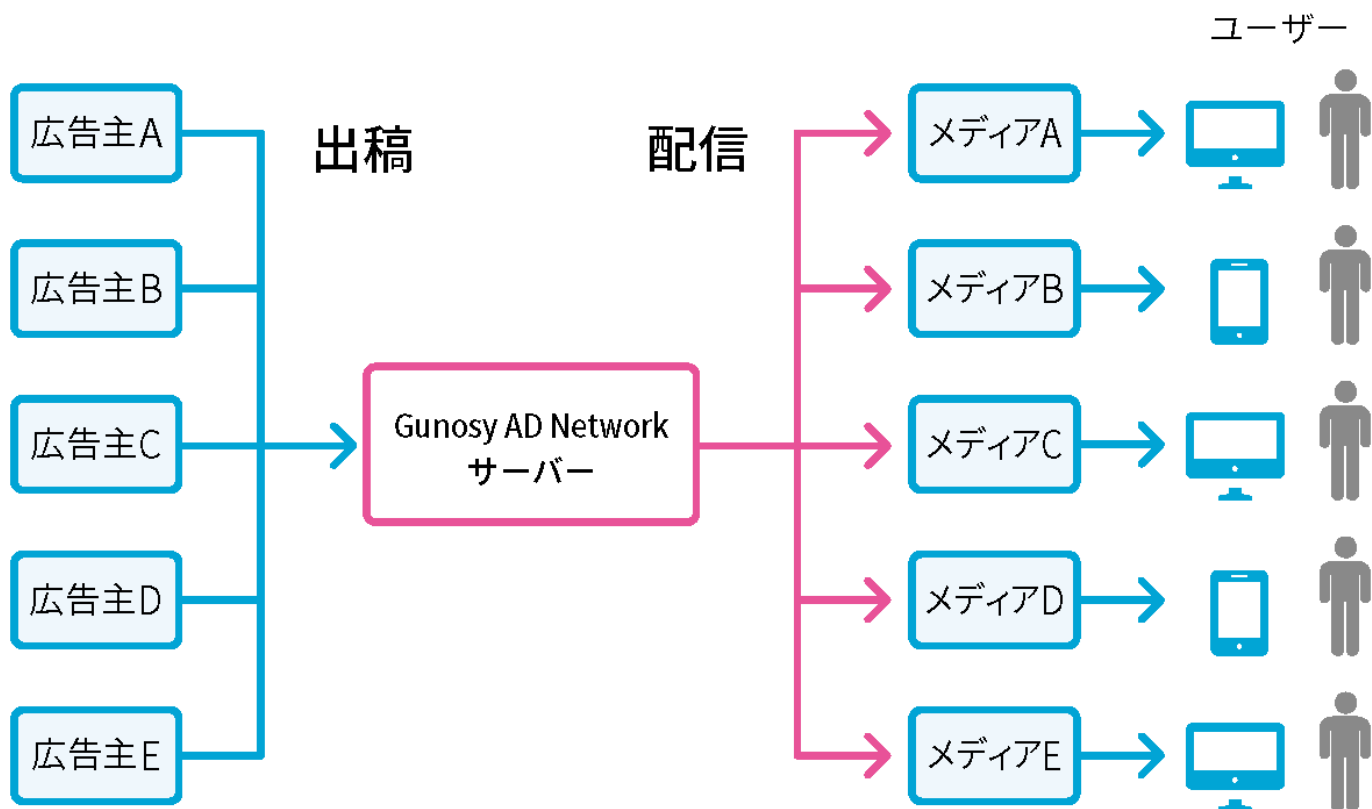 ユーザー
広告主A
出稿
配信
メディアA
広告主B
メディアB
広告主C
Gunosy AD Network
サーバー
メディアC
広告主D
メディアD
広告主E
メディアE